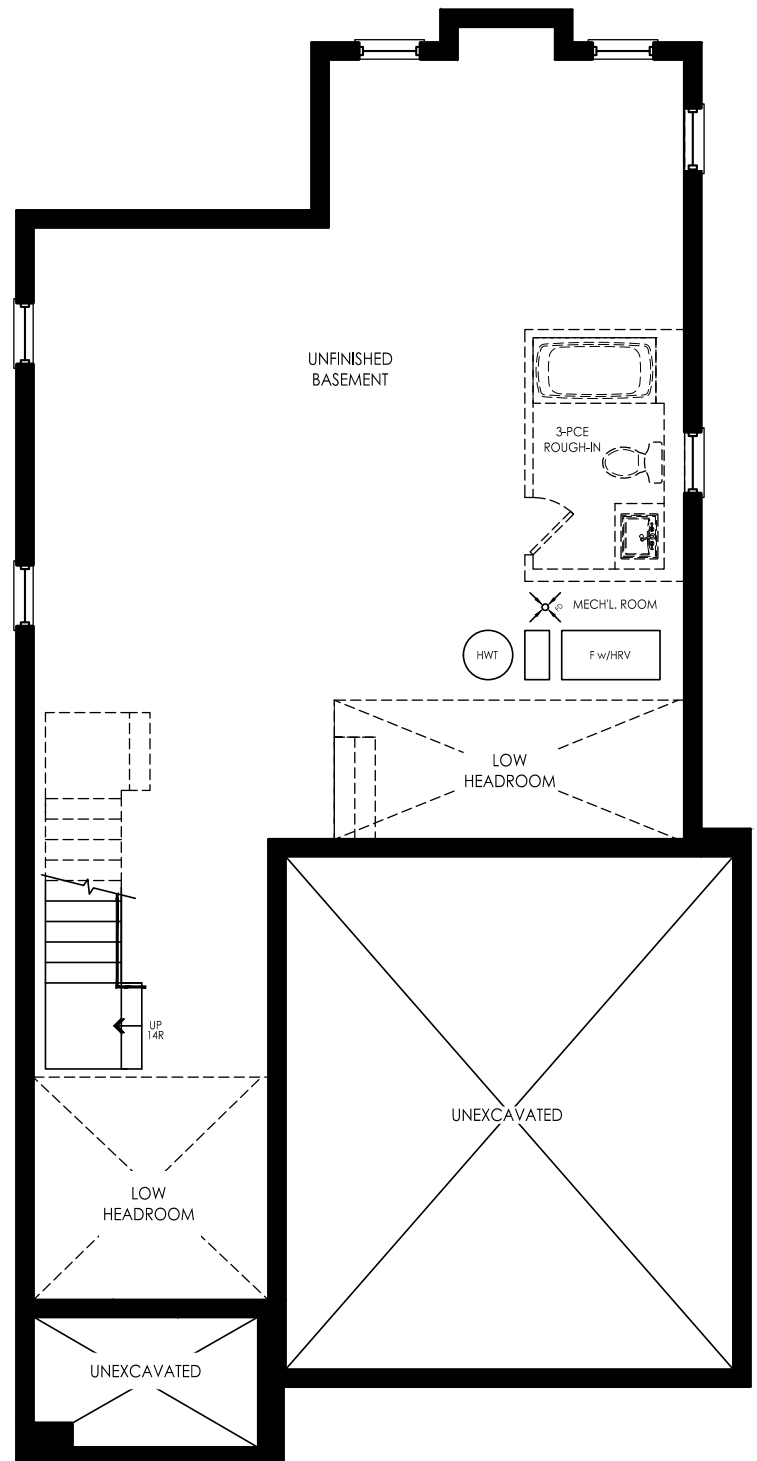 UNFINISHED
BASEMENT
3-PCE
ROUGH-IN
MECH'L. ROOM
HWT
F w/HRV
LOW
HEADROOM
UP
14R
UNEXCAVATED
LOW
HEADROOM
UNEXCAVATED